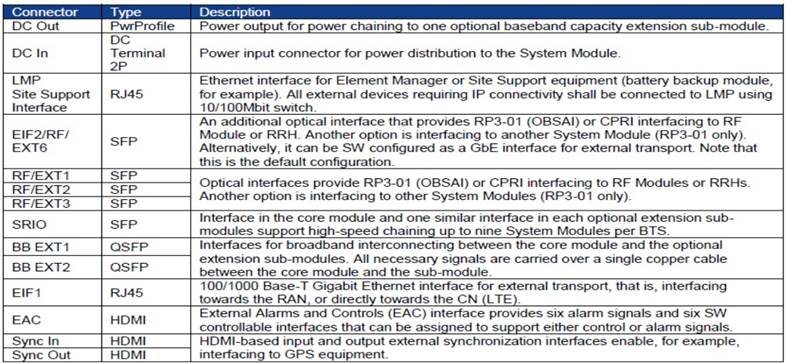 Connector Type Description
DC Out PwrProfile Power output for power chaining to one optional baseband capacity extension sub-module.
DC In DC Terminal 2P Power input connector for power distribution to the System Module.
LMP Site Support Interface RJ45 Ethernet interface for Element Manager or Site Support equipment (battery backup module,
for example). All external devices requiring IP connectivity shall be connected to LMP using
10/100Mbit switch.
EIF2/RF/EXT6 SFP An additional optical interface that provides RP3-01 (OBSAI) or CPRI interfacing to RF
Module or RRH. Another option is interfacing to another System Module (RP3-01 only).
Alternatively, it can be SW configured as a GbE interface for external transport. Note that
this is the default configuration.
RF/EXT1 SFP
RF/EXT2 SFP
RF/EXT3 SFP
Optical interfaces provide RP3-01 (OBSAI) or CPRI interfacing to RF Modules or RRHs.
Another option is interfacing to other System Modules (RP3-01 only).
SRIO SFP Interface in the core module and one similar interface in each optional extension sub-
modules support high-speed chaining up to nine System Modules per BTS.
BB EXT1 QSFP
BB EXT2 QSFP
Interfaces for broadband interconnecting between the core module and the optional
extension sub-modules. All necessary signals are carried over a single copper cable
between the core module and the sub-module.
EIF1 RJ45 100/1000 Base-T Gigabit Ethernet interface for external transport, that is, interfacing
towards the RAN, or directly towards the CN (LTE).
EAC HDMI External Alarms and Controls (EAC) interface provides six alarm signals and six SW
controllable interfaces that can be assigned to support either control or alarm signals.
Sync In HDMI
Sync Out HDMI
HDMI-based input and output external synchronization interfaces enable, for example,
interfacing to GPS equipment.